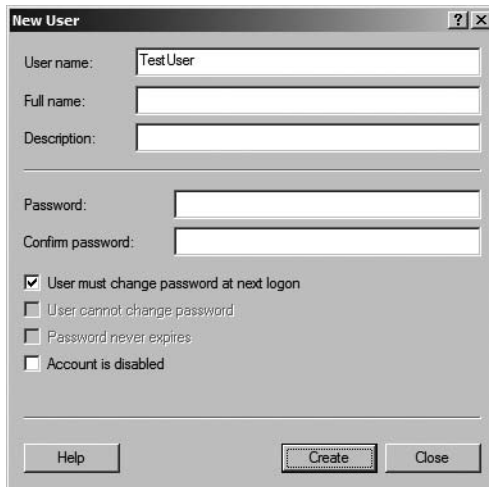 New User
User name: TestUser
Full name:
Description:
Password:
Confirm password:
User must change password at next logon
User cannot change password
Password never expires
Account is disabled
Help Create Close